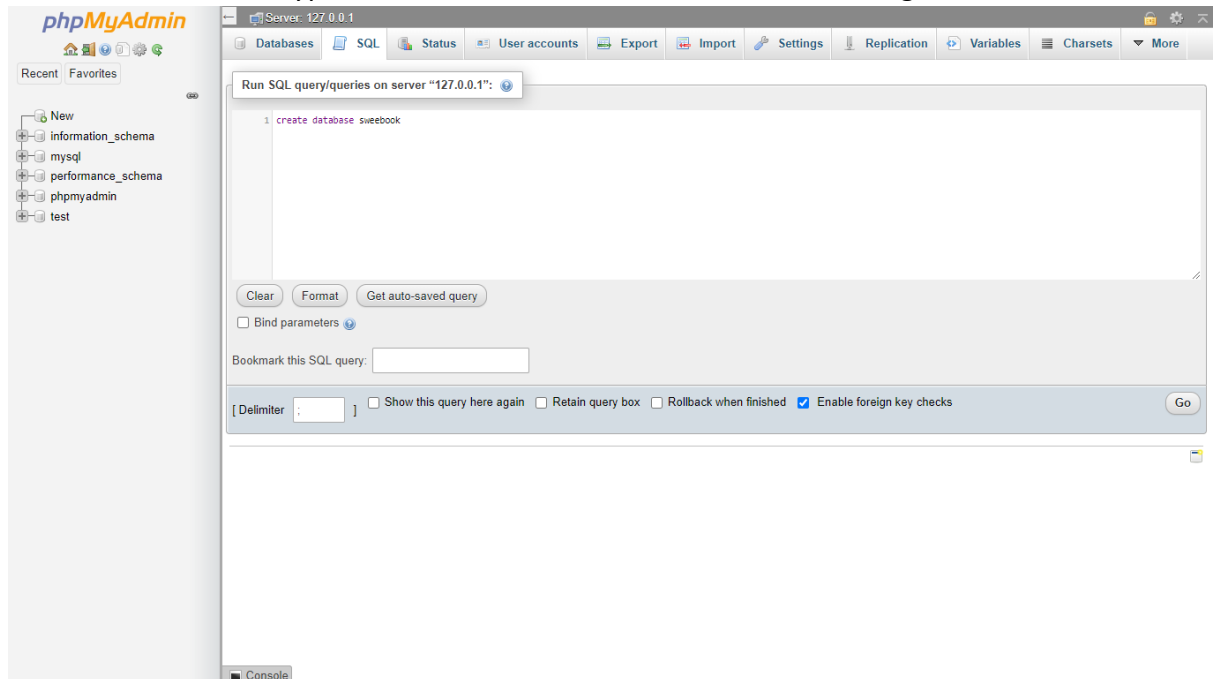 phpMyAdmin
Recent Favorites
New
information_schema
mysql
performance_schema
phpmyadmin
test
Server: 127.0.0.1
Databases SQL Status User accounts Export Import Settings Replication Variables Charsets More
Run SQL query/queries on server “127.0.0.1”:
1 create database sweebook
Clear Format Get auto-saved query
Bind parameters
Bookmark this SQL query:
[ Delimiter ; ] Show this query here again Retain query box Rollback when finished Enable foreign key checks Go
Console